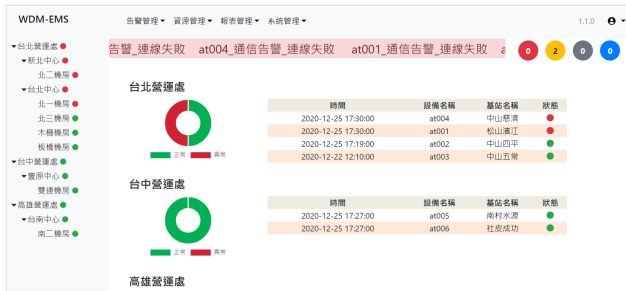 WDM-EMS 告警管理 資源管理 報表管理 系統管理 1.1.0
告警_連線失敗 at004_通信告警_連線失敗 at001_通信告警_連線失敗 a 0 2 0 0
台北營運處
新北中心
北二機房
台北中心
北一機房
北三機房
木柵機房
板橋機房
台中營運處
豐原中心
雙連機房
高雄營運處
台南中心
南二機房
台北營運處
正常 異常
時間 設備名稱 基站名稱 狀態
2020-12-25 17:30:00 at004 中山慈濟
2020-12-25 17:30:00 at001 松山濱江
2020-12-25 17:19:00 at002 中山四平
2020-12-22 12:10:00 at003 中山五常
台中營運處
正常 異常
時間 設備名稱 基站名稱 狀態
2020-12-25 17:27:00 at005 南村水源
2020-12-25 17:27:00 at006 社皮成功
高雄營運處